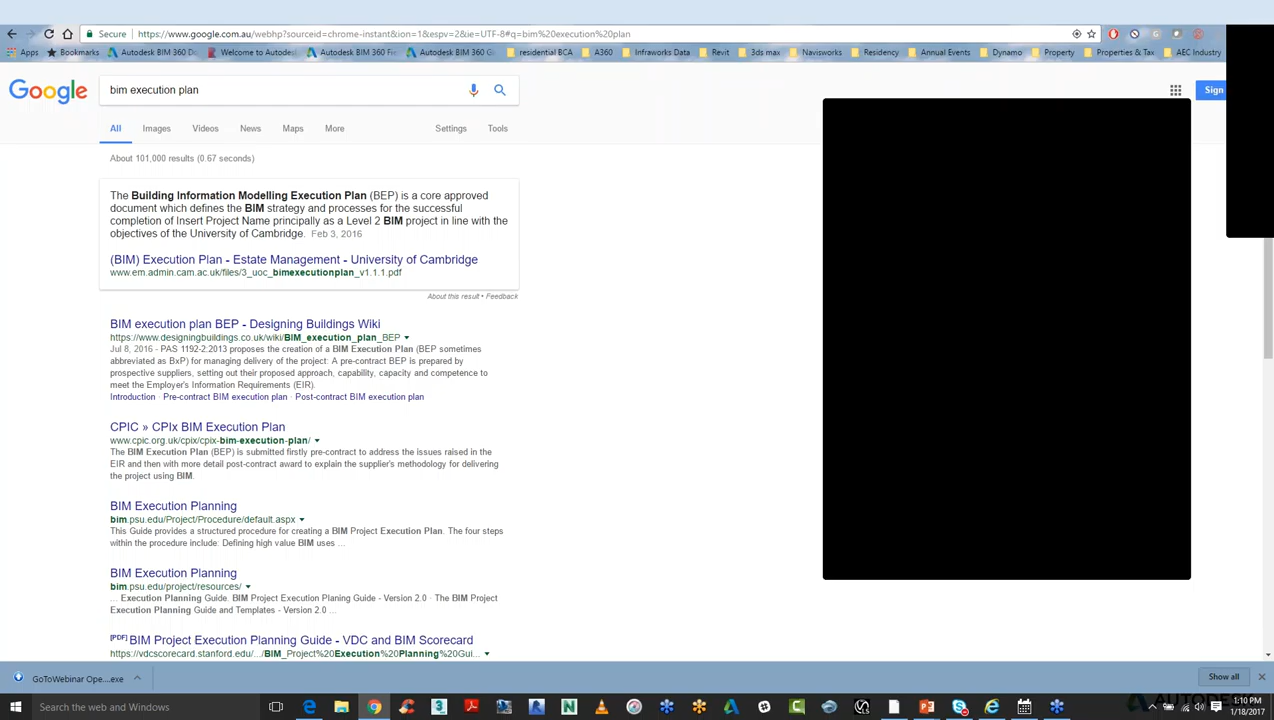 Secure
https://www.google.com.au/webhp?sourceid=chrome-instant&ion=1&espv=2&ie=UTF-8#q=bim%20execution%20plan
Apps Bookmarks Autodesk BIM 360 D Welcome to Autodesk Autodesk BIM 360 Fi Autodesk BIM 360 G residential BCA A360 Infraworks Data Revit 3ds max Navisworks Residency Annual Events Dynamo Property Properties & Tax AEC Industry
Google bim execution plan Sign
All Images Videos News Maps More Settings Tools
About 101,000 results (0.67 seconds)
The Building Information Modelling Execution Plan (BEP) is a core approved
document which defines the BIM strategy and processes for the successful
completion of Insert Project Name principally as a Level 2 BIM project in line with the
objectives of the University of Cambridge. Feb 3, 2016
(BIM) Execution Plan - Estate Management - University of Cambridge
www.em.admin.cam.ac.uk/files/3_uoc_bimexecutionplan_v1.1.1.pdf
About this result • Feedback
BIM execution plan BEP - Designing Buildings Wiki
https://www.designingbuildings.co.uk/wiki/BIM_execution_plan_BEP
Jul 8, 2016 - PAS 1192-2:2013 proposes the creation of a BIM Execution Plan (BEP sometimes
abbreviated as BxP) for managing delivery of the project: A pre-contract BEP is prepared by
prospective suppliers, setting out their proposed approach, capability, capacity and competence to
meet the Employer's Information Requirements (EIR).
Introduction · Pre-contract BIM execution plan · Post-contract BIM execution plan
CPIC » CPIx BIM Execution Plan
www.cpic.org.uk/cpix/cpix-bim-execution-plan/
The BIM Execution Plan (BEP) is submitted firstly pre-contract to address the issues raised in the
EIR and then with more detail post-contract award to explain the supplier's methodology for delivering
the project using BIM.
BIM Execution Planning
bim.psu.edu/Project/Procedure/default.aspx
This Guide provides a structured procedure for creating a BIM Project Execution Plan. The four steps
within the procedure include: Defining high value BIM uses ...
BIM Execution Planning
bim.psu.edu/project/resources/
... Execution Planning Guide. BIM Project Execution Planing Guide - Version 2.0 · The BIM Project
Execution Planning Guide and Templates - Version 2.0 ...
[PDF] BIM Project Execution Planning Guide - VDC and BIM Scorecard
https://vdcscorecard.stanford.edu/.../BIM_Project%20Execution%20Planning%20Gui...
GoToWebinar Ope....exe Show all
Search the web and Windows
1:10 PM
1/18/2017